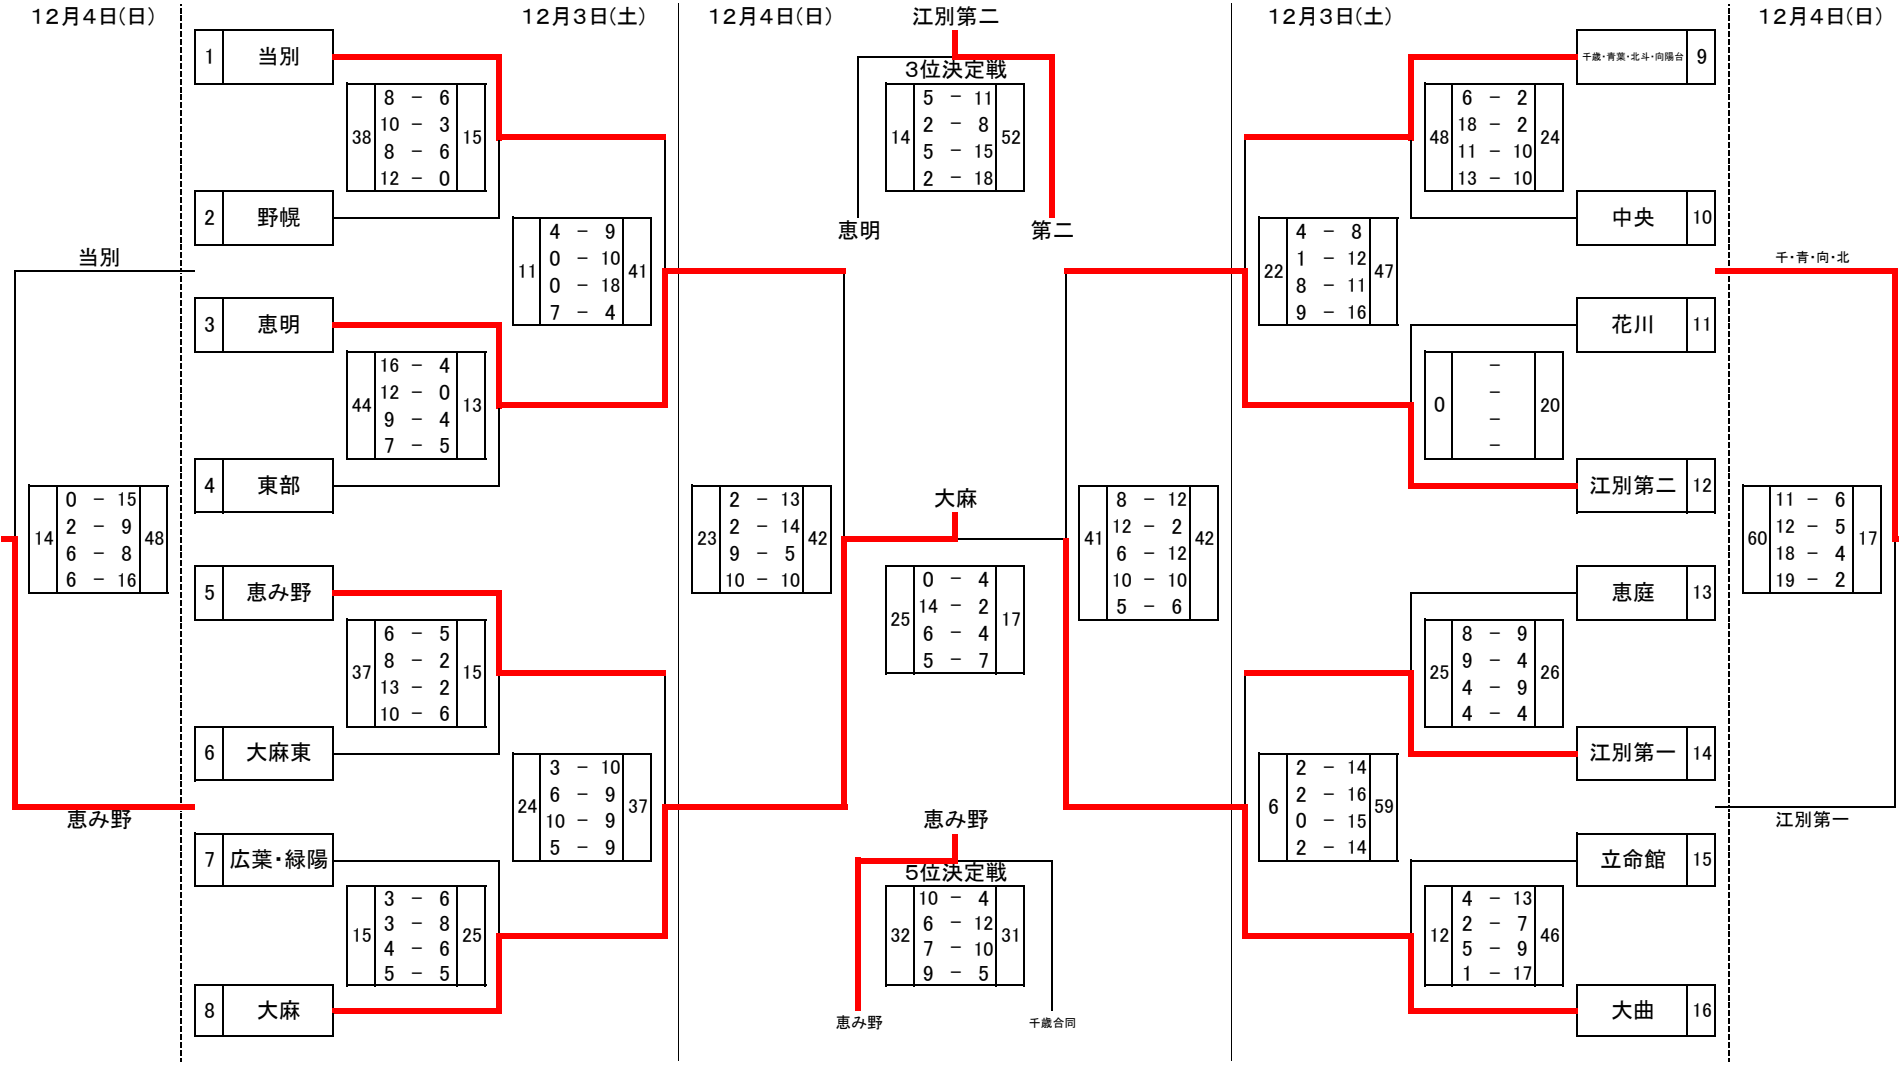 12月4日(日) 12月3日(土) 12月4日(日) 江別第二 12月3日(土) 12月4日(日)
1 当別
38 15
8 － 6
10 － 3
8 － 6
12 － 0
2 野幌
11 41
4 － 9
0 － 10
0 － 18
7 － 4
当別
3 恵明
44 13
16 － 4
12 － 0
9 － 4
7 － 5
4 東部
14 48
0 － 15
2 － 9
6 － 8
6 － 16
5 恵み野
37 15
6 － 5
8 － 2
13 － 2
10 － 6
6 大麻東
恵み野
24 37
3 － 10
6 － 9
10 － 9
5 － 9
7 広葉・緑陽
15 25
3 － 6
3 － 8
4 － 6
5 － 5
8 大麻
3位決定戦
14 52
5 － 11
2 － 8
5 － 15
2 － 18
恵明 第二
23 42
2 － 13
2 － 14
9 － 5
10 － 10
大麻
25 17
0 － 4
14 － 2
6 － 4
5 － 7
41 42
8 － 12
12 － 2
6 － 12
10 － 10
5 － 6
恵み野
5位決定戦
32 31
10 － 4
6 － 12
7 － 10
9 － 5
恵み野 千歳合同
千歳・青葉・北斗・向陽台 9
48 24
6 － 2
18 － 2
11 － 10
13 － 10
中央 10
22 47
4 － 8
1 － 12
8 － 11
9 － 16
千・青・向・北
花川 11
0 20
－
－
－
－
江別第二 12
60 17
11 － 6
12 － 5
18 － 4
19 － 2
恵庭 13
25 26
8 － 9
9 － 4
4 － 9
4 － 4
江別第一 14
江別第一
6 59
2 － 14
2 － 16
0 － 15
2 － 14
立命館 15
12 46
4 － 13
2 － 7
5 － 9
1 － 17
大曲 16